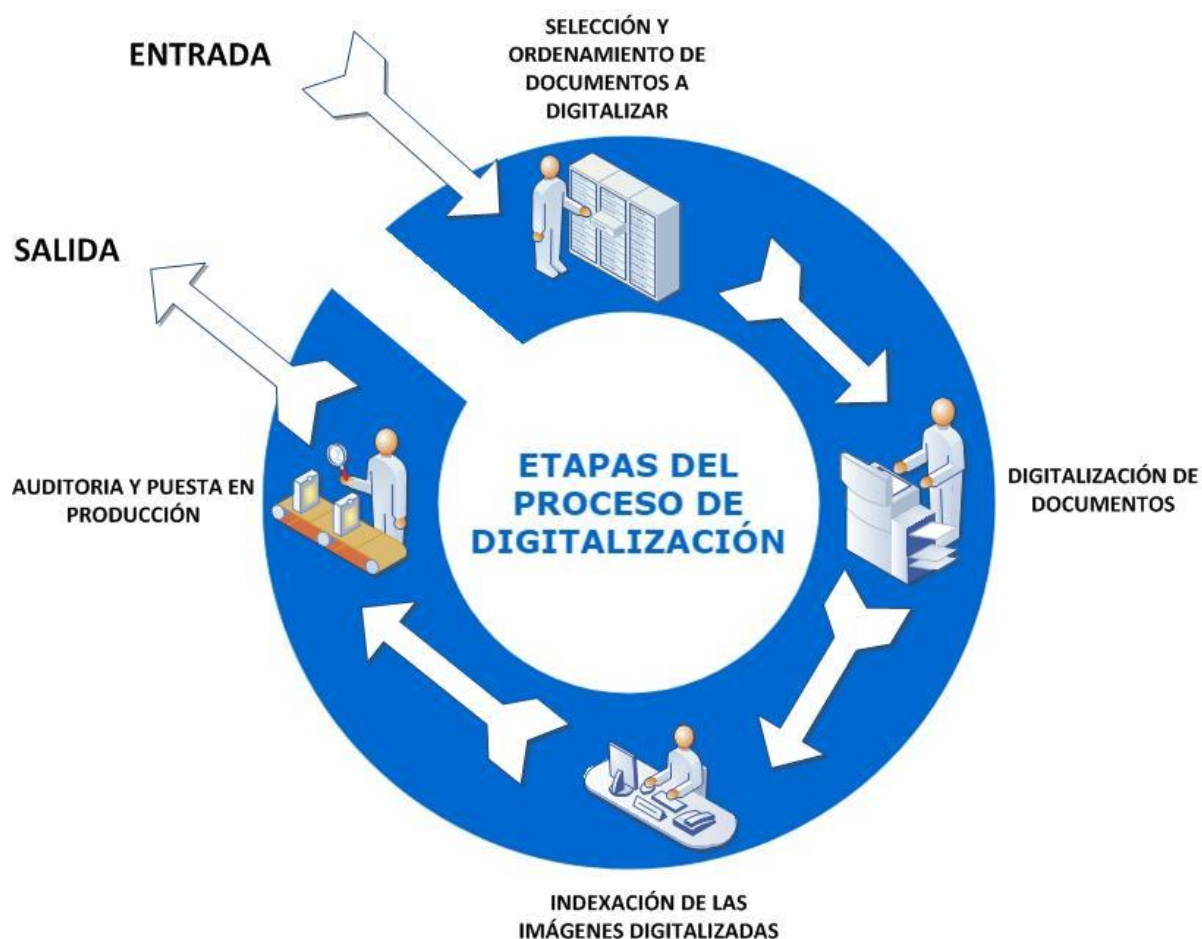 ENTRADA
SELECCIÓN Y
ORDENAMIENTO DE
DOCUMENTOS A
DIGITALIZAR
SALIDA
ETAPAS DEL
PROCESO DE
DIGITALIZACIÓN
DIGITALIZACIÓN DE
DOCUMENTOS
AUDITORIA Y PUESTA EN
PRODUCCIÓN
INDEXACIÓN DE LAS
IMÁGENES DIGITALIZADAS